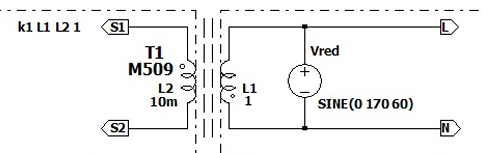 k1 L1 L2 1
S1
L
T1
M509
Vred
L2
10m
L1
1
+
−
SINE(0 170 60)
S2
N